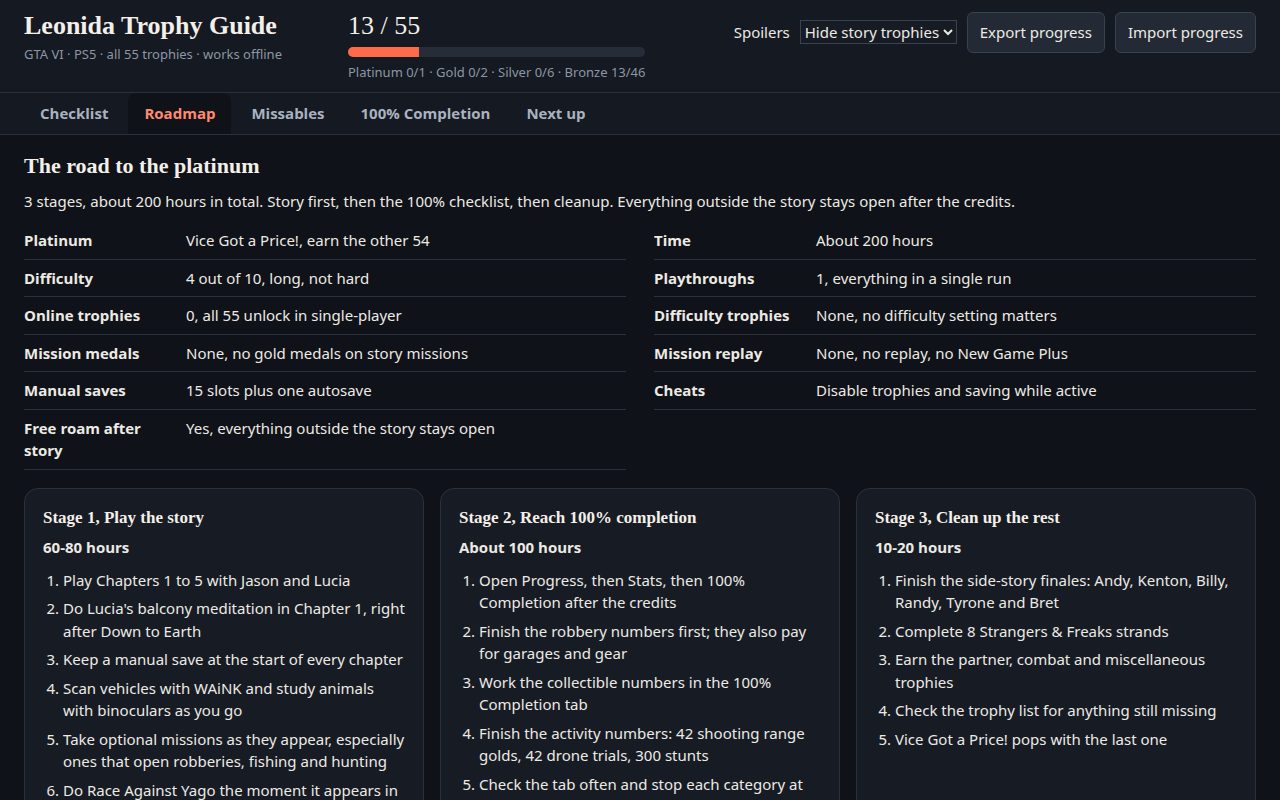 Leonida Trophy Guide
GTA VI · PS5 · all 55 trophies · works offline
13 / 55
Platinum 0/1 · Gold 0/2 · Silver 0/6 · Bronze 13/46
Spoilers
Hide story trophies
Export progress
Import progress
Checklist
Roadmap
Missables
100% Completion
Next up
The road to the platinum
3 stages, about 200 hours in total. Story first, then the 100% checklist, then cleanup. Everything outside the story stays open after the credits.
Platinum
Vice Got a Price!, earn the other 54
Time
About 200 hours
Difficulty
4 out of 10, long, not hard
Playthroughs
1, everything in a single run
Online trophies
0, all 55 unlock in single-player
Difficulty trophies
None, no difficulty setting matters
Mission medals
None, no gold medals on story missions
Mission replay
None, no replay, no New Game Plus
Manual saves
15 slots plus one autosave
Cheats
Disable trophies and saving while active
Free roam after
story
Yes, everything outside the story stays open
Stage 1, Play the story
60-80 hours
1. Play Chapters 1 to 5 with Jason and Lucia
2. Do Lucia's balcony meditation in Chapter 1, right
after Down to Earth
3. Keep a manual save at the start of every chapter
4. Scan vehicles with WAiNK and study animals
with binoculars as you go
5. Take optional missions as they appear, especially
ones that open robberies, fishing and hunting
6. Do Race Against Yago the moment it appears in
Stage 2, Reach 100% completion
About 100 hours
1. Open Progress, then Stats, then 100%
Completion after the credits
2. Finish the robbery numbers first; they also pay
for garages and gear
3. Work the collectible numbers in the 100%
Completion tab
4. Finish the activity numbers: 42 shooting range
golds, 42 drone trials, 300 stunts
5. Check the tab often and stop each category at
Stage 3, Clean up the rest
10-20 hours
1. Finish the side-story finales: Andy, Kenton, Billy,
Randy, Tyrone and Bret
2. Complete 8 Strangers & Freaks strands
3. Earn the partner, combat and miscellaneous
trophies
4. Check the trophy list for anything still missing
5. Vice Got a Price! pops with the last one